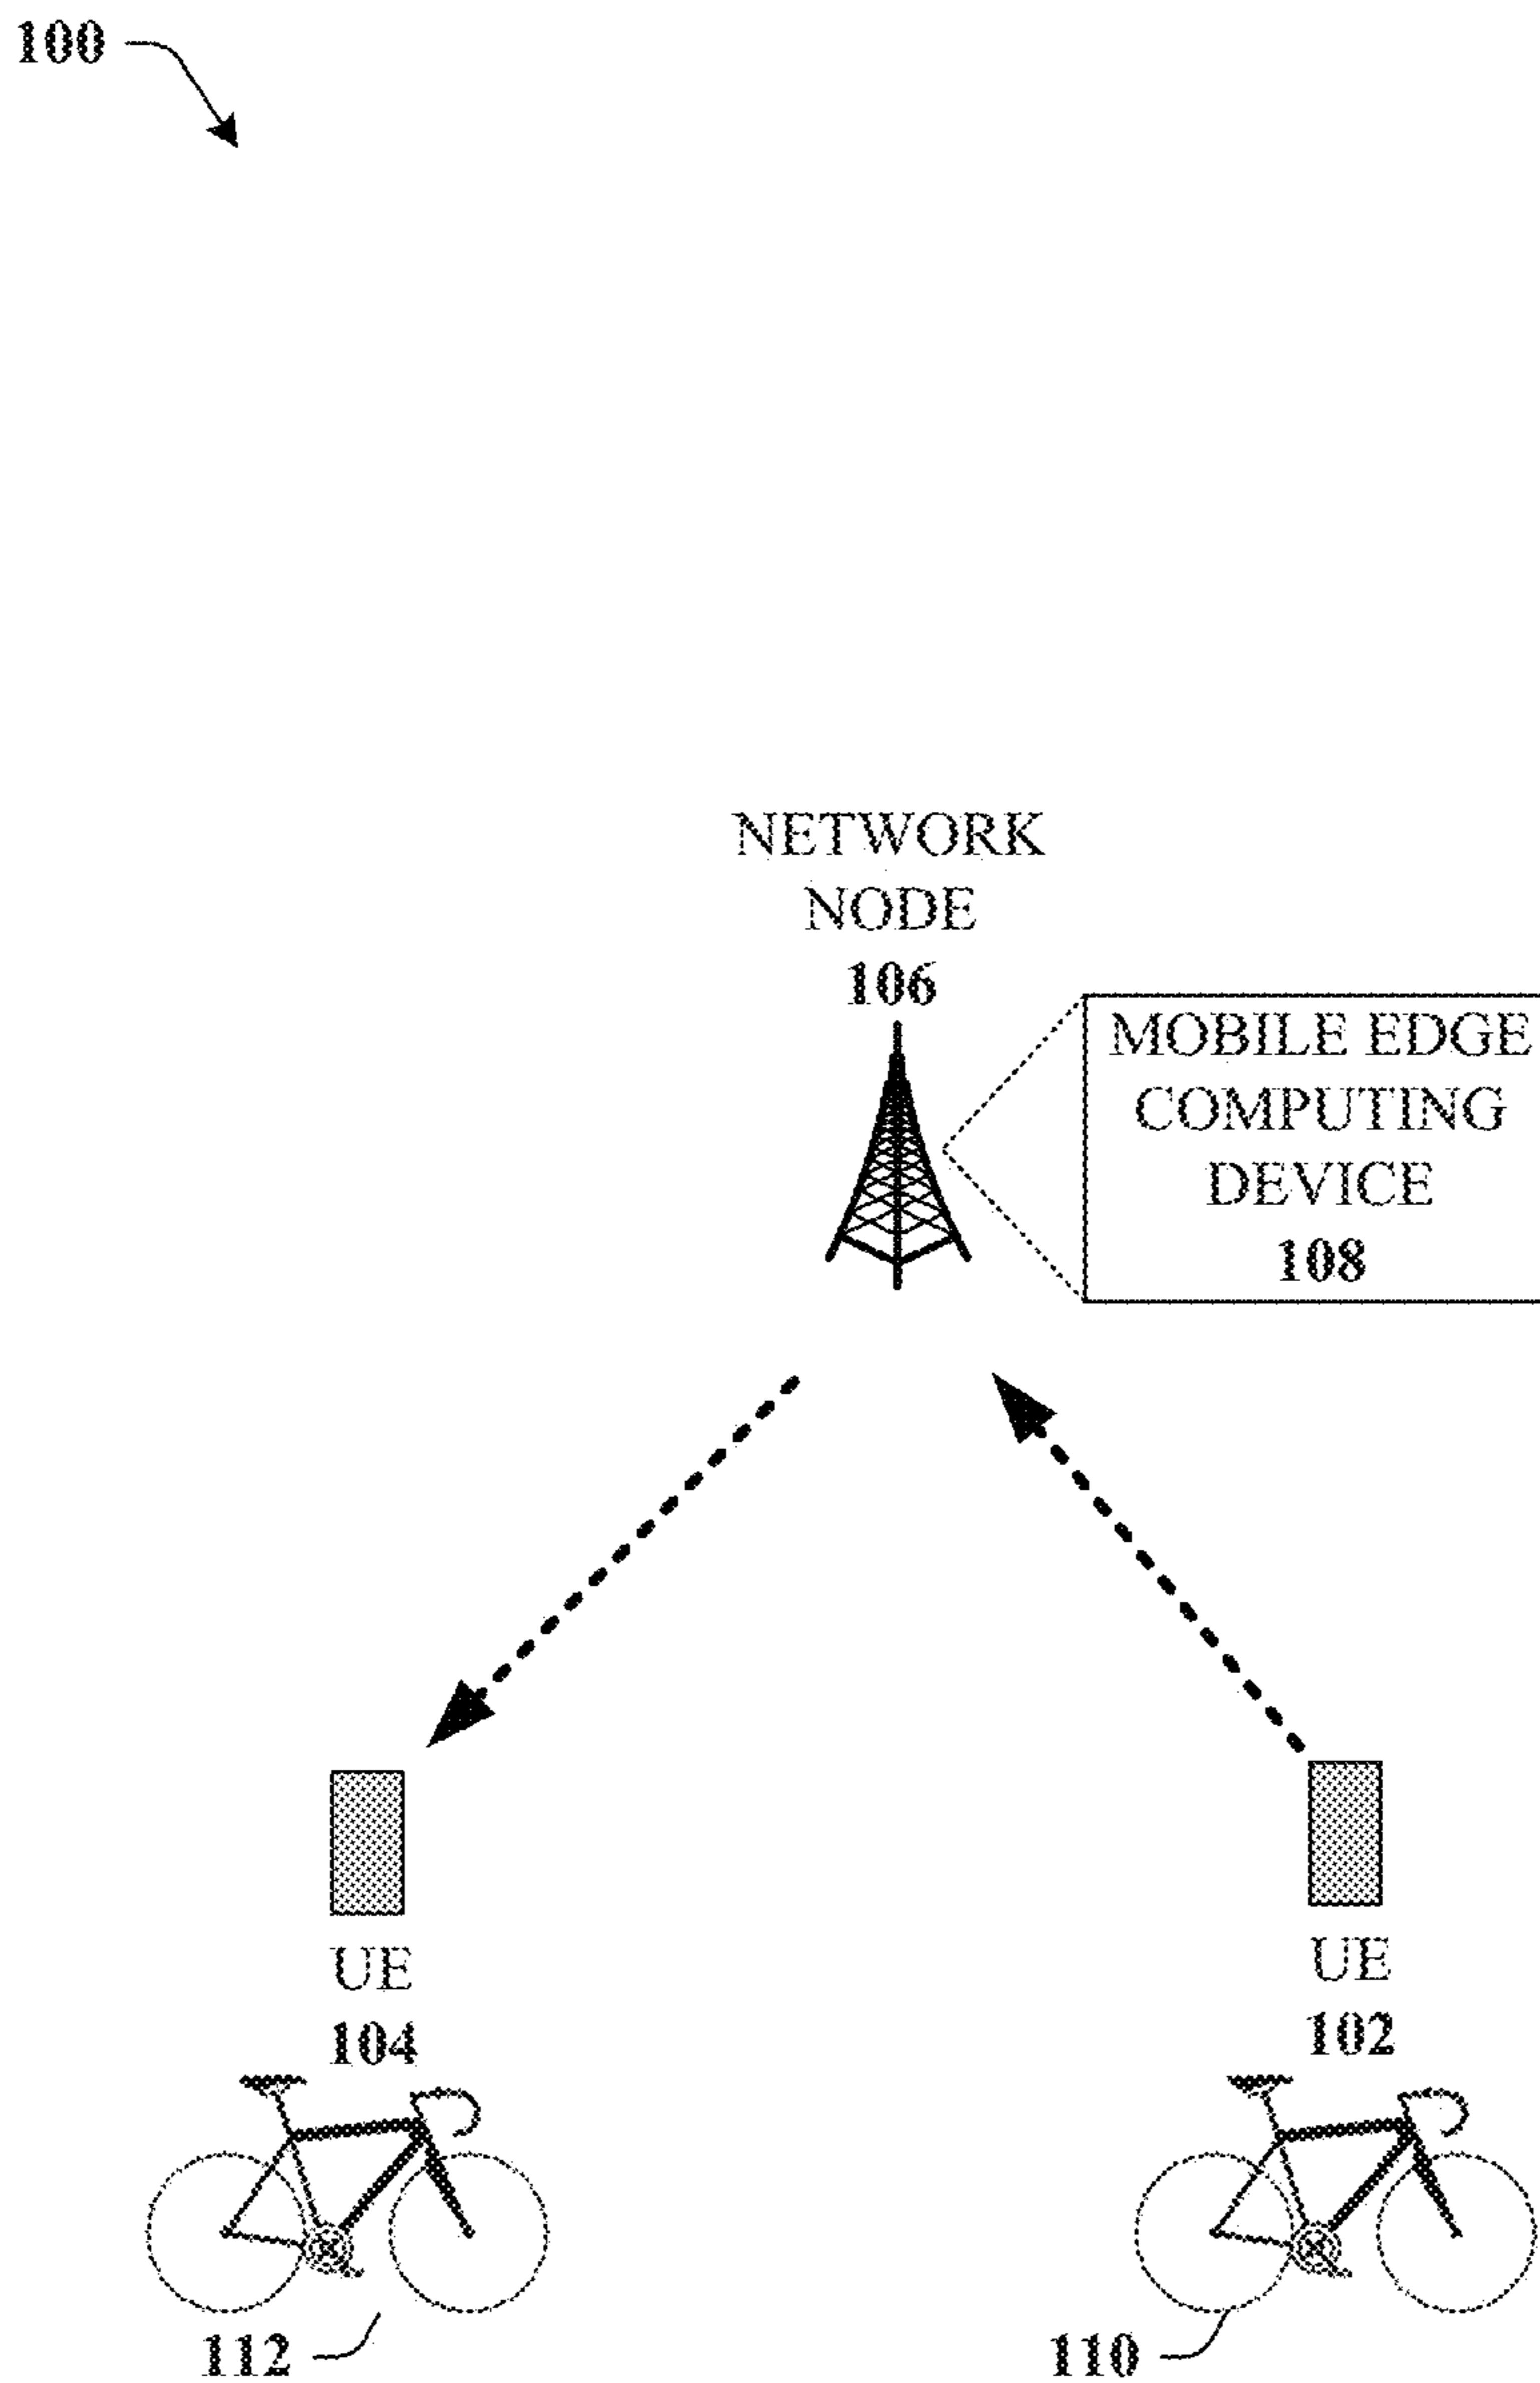 100
NETWORK
NODE
106
MOBILE EDGE
COMPUTING
DEVICE
108
UE
104
UE
102
112
110